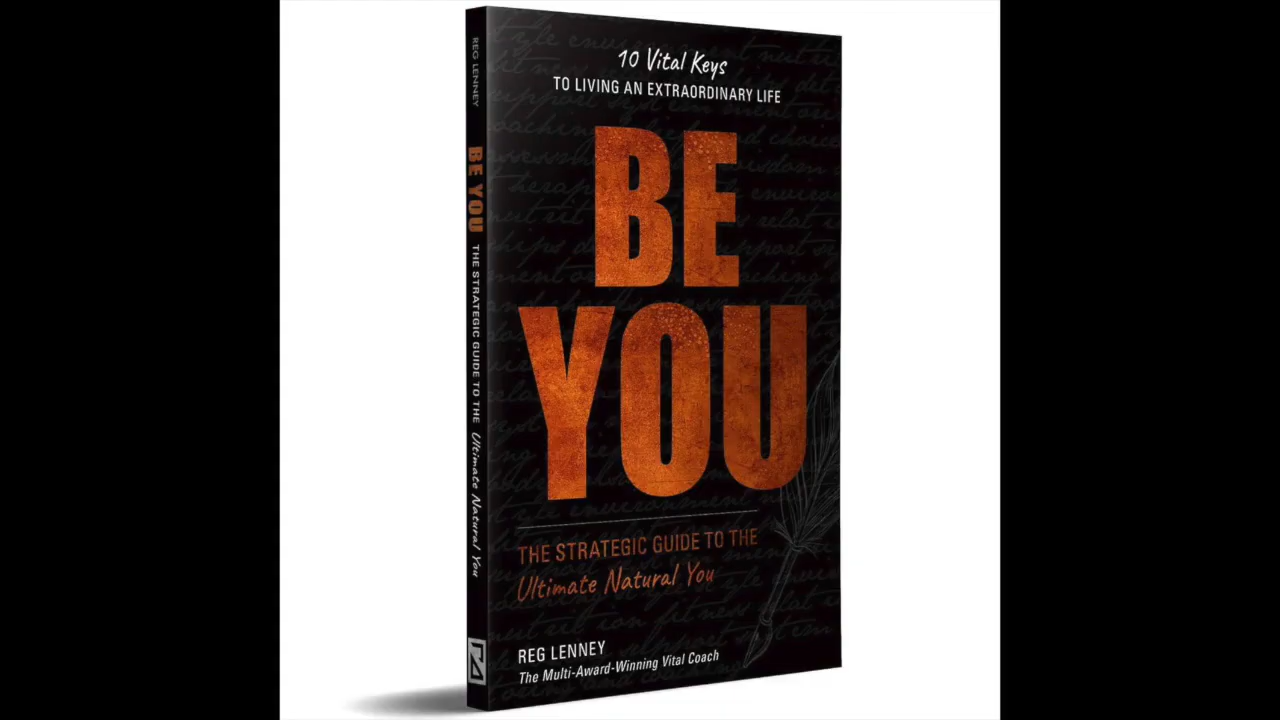 10 Vital Keys
TO LIVING AN EXTRAORDINARY LIFE
BE
YOU
THE STRATEGIC GUIDE TO THE
Ultimate Natural You
REG LENNEY
The Multi-Award-Winning Vital Coach
REG LENNEY BE YOU THE STRATEGIC GUIDE TO THE Ultimate Natural You